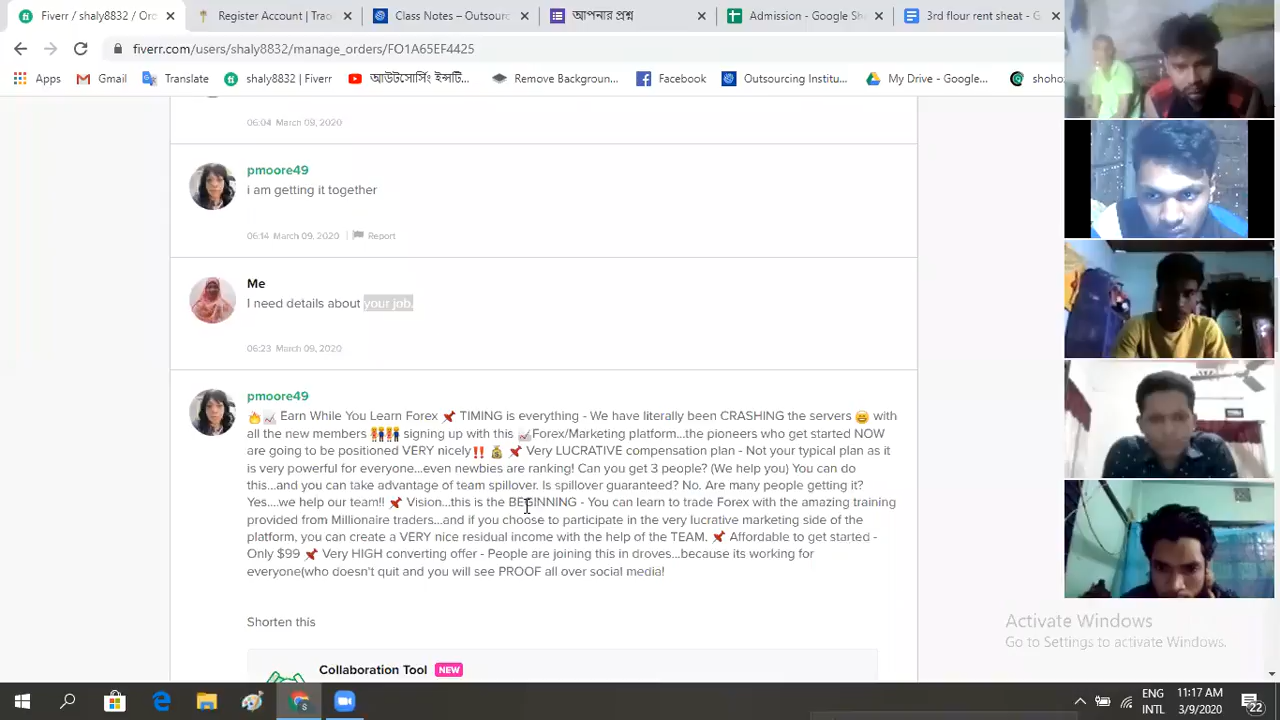 Fiverr / shaly8832 / Or
Register Account | Trao
Class Notes - Outsour
আপনার প্রশ্ন
Admission - Google Sh
3rd floor rent sheat - G
fiverr.com/users/shaly8832/manage_orders/FO1A65EF4425
Apps
Gmail
Translate
shaly8832 | Fiverr
আউটসোর্সিং ইন্সটি...
Remove Backgroun...
Facebook
Outsourcing Institu...
My Drive - Google...
shoho
06:04 March 09, 2020
pmoore49
i am getting it together
06:14 March 09, 2020 | Report
Me
I need details about your job.
06:23 March 09, 2020
pmoore49
🔥📈 Earn While You Learn Forex 📌 TIMING is everything - We have literally been CRASHING the servers 😄 with
all the new members 👫👫 signing up with this 📈Forex/Marketing platform...the pioneers who get started NOW
are going to be positioned VERY nicely‼ 💰 📌 Very LUCRATIVE compensation plan - Not your typical plan as it
is very powerful for everyone...even newbies are ranking! Can you get 3 people? (We help you) You can do
this...and you can take advantage of team spillover. Is spillover guaranteed? No. Are many people getting it?
Yes....we help our team!! 📌 Vision...this is the BEGINNING - You can learn to trade Forex with the amazing training
provided from Millionaire traders...and if you choose to participate in the very lucrative marketing side of the
platform, you can create a VERY nice residual income with the help of the TEAM. 📌 Affordable to get started -
Only $99 📌 Very HIGH converting offer - People are joining this in droves...because its working for
everyone(who doesn't quit and you will see PROOF all over social media!
Shorten this
Collaboration Tool NEW
Activate Windows
Go to Settings to activate Windows.
ENG
INTL
11:17 AM
3/9/2020
22